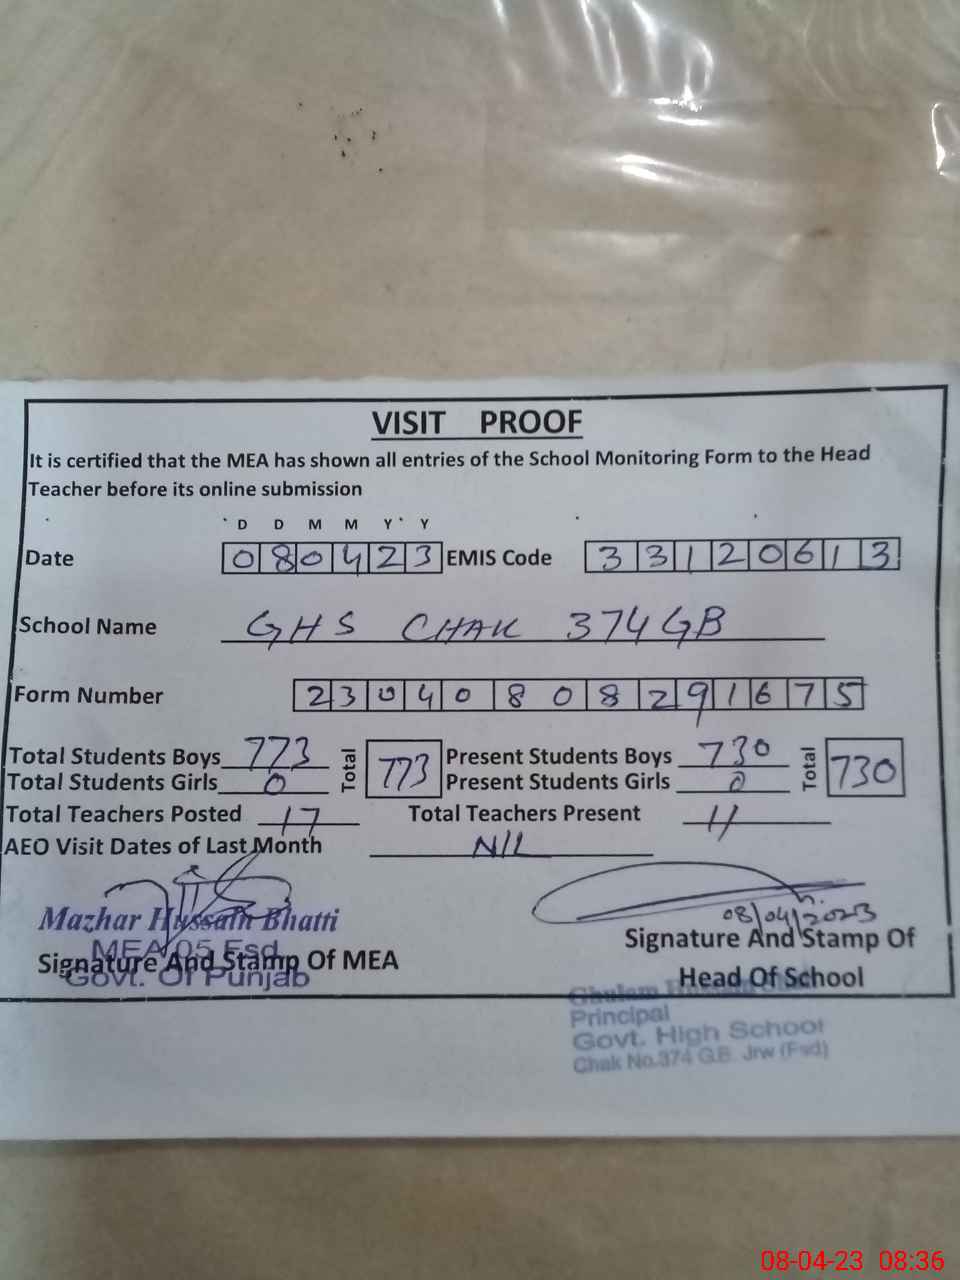 VISIT PROOF
It is certified that the MEA has shown all entries of the School Monitoring Form to the Head
Teacher before its online submission
D D M M Y Y
Date 080423 EMIS Code 33120613
School Name GHS CHAK 374 GB
Form Number 23040808291675
Total Students Boys 773 Total 773 Present Students Boys 730 Total 730
Total Students Girls 0 Present Students Girls 0
Total Teachers Posted 17 Total Teachers Present 11
AEO Visit Dates of Last Month NIL
08/04/2023
Mazhar Hussain Bhatti
MEA 05 Fsd
Signature And Stamp Of MEA
Govt. Of Punjab
Signature And Stamp Of
Head Of School
Ghulam Hussain
Principal
Govt. High School
Chak No.374 G.B. Jrw (Fsd)
08-04-23 08:36